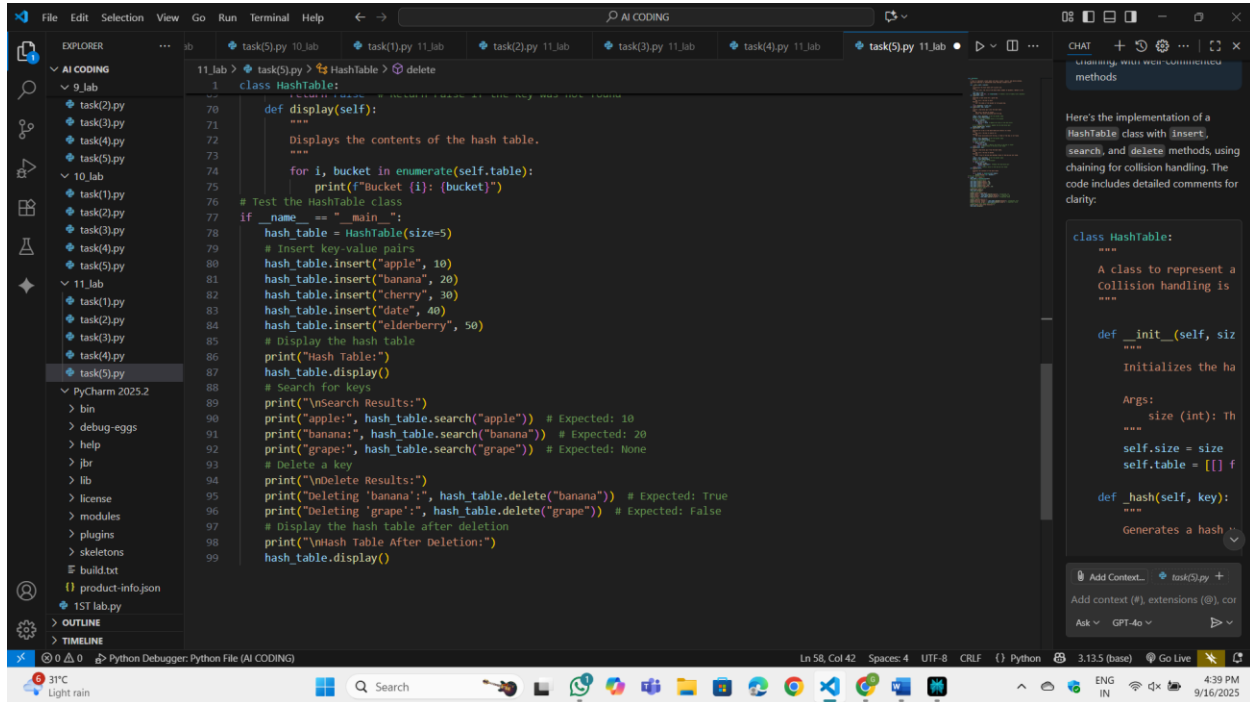 File Edit Selection View Go Run Terminal Help
AI CODING
EXPLORER
AI CODING
9_lab
task(2).py
task(3).py
task(4).py
task(5).py
10_lab
task(1).py
task(2).py
task(3).py
task(4).py
task(5).py
11_lab
task(1).py
task(2).py
task(3).py
task(4).py
task(5).py
PyCharm 2025.2
bin
debug-eggs
help
jbr
lib
license
modules
plugins
skeletons
build.txt
product-info.json
1ST lab.py
OUTLINE
TIMELINE
task(5).py 10_lab task(1).py 11_lab task(2).py 11_lab task(3).py 11_lab task(4).py 11_lab task(5).py 11_lab
11_lab > task(5).py > HashTable > delete
1 class HashTable:
70 def display(self):
71 """
72 Displays the contents of the hash table.
73 """
74 for i, bucket in enumerate(self.table):
75 print(f"Bucket {i}: {bucket}")
76 # Test the HashTable class
77 if __name__ == "__main__":
78 hash_table = HashTable(size=5)
79 # Insert key-value pairs
80 hash_table.insert("apple", 10)
81 hash_table.insert("banana", 20)
82 hash_table.insert("cherry", 30)
83 hash_table.insert("date", 40)
84 hash_table.insert("elderberry", 50)
85 # Display the hash table
86 print("Hash Table:")
87 hash_table.display()
88 # Search for keys
89 print("\nSearch Results:")
90 print("apple:", hash_table.search("apple")) # Expected: 10
91 print("banana:", hash_table.search("banana")) # Expected: 20
92 print("grape:", hash_table.search("grape")) # Expected: None
93 # Delete a key
94 print("\nDelete Results:")
95 print("Deleting 'banana':", hash_table.delete("banana")) # Expected: True
96 print("Deleting 'grape':", hash_table.delete("grape")) # Expected: False
97 # Display the hash table after deletion
98 print("\nHash Table After Deletion:")
99 hash_table.display()
CHAT
chaining, with well-commented
methods
Here's the implementation of a
HashTable class with insert,
search, and delete methods, using
chaining for collision handling. The
code includes detailed comments for
clarity:
class HashTable:
"""
A class to represent a
Collision handling is
"""
def __init__(self, siz
"""
Initializes the ha
Args:
size (int): Th
"""
self.size = size
self.table = [[] f
def _hash(self, key):
"""
Generates a hash
Add Context... task(5).py +
Add context (#), extensions (@), cor
Ask GPT-4o
0 0 Python Debugger: Python File (AI CODING)
Ln 58, Col 42 Spaces: 4 UTF-8 CRLF {} Python 3.13.5 (base) Go Live
6 31°C
Light rain
Search
ENG
IN
4:39 PM
9/16/2025